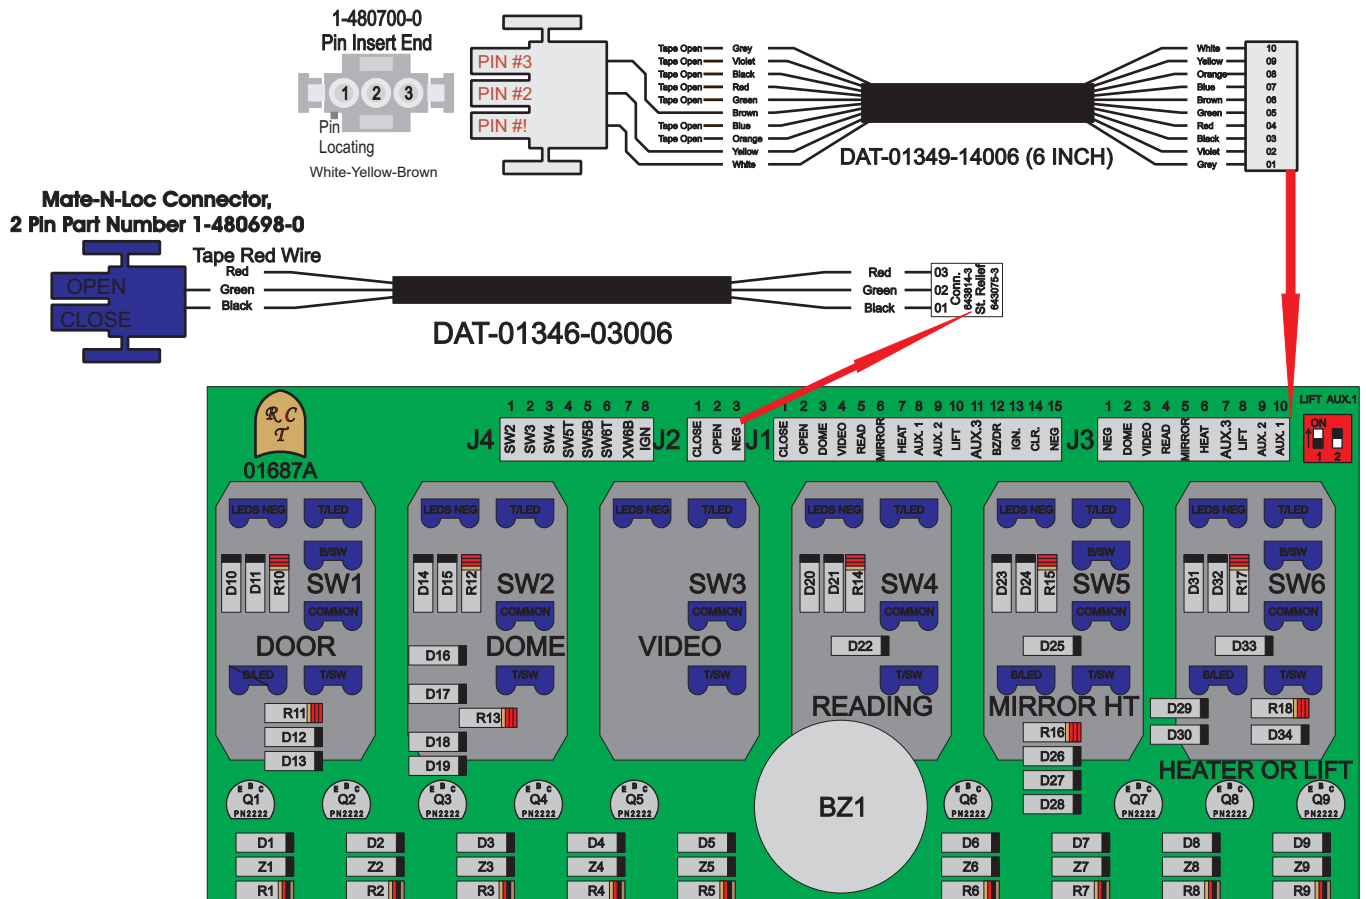 1-480700-0
Pin Insert End
1 2 3
Pin
Locating
White-Yellow-Brown
PIN #3
PIN #2
PIN #!
Tape Open Grey
Tape Open Violet
Tape Open Black
Tape Open Red
Tape Open Green
Brown
Tape Open Blue
Tape Open Orange
Yellow
White
DAT-01349-14006 (6 INCH)
White 10
Yellow 09
Orange 08
Blue 07
Brown 06
Green 05
Red 04
Black 03
Violet 02
Grey 01
Mate-N-Loc Connector,
2 Pin Part Number 1-480698-0
Tape Red Wire
OPEN
CLOSE
Red
Green
Black
DAT-01346-03006
Red 03
Green 02
Black 01
Conn.
643814-3
St. Relief
643075-3
R C
T
01687A
J4
1 2 3 4 5 6 7 8
SW2 SW3 SW4 SW5T SW5B SW6T XW6B IGN
J2
1 2 3
CLOSE OPEN NEG
J1
1 2 3 4 5 6 7 8 9 10 11 12 13 14 15
CLOSE OPEN DOME VIDEO READ MIRROR HEAT AUX. 1 AUX. 2 LIFT AUX.3 BZ/DR IGN. CLR. NEG
J3
1 2 3 4 5 6 7 8 9 10
NEG DOME VIDEO READ MIRROR HEAT AUX.3 LIFT AUX. 2 AUX. 1
LIFT AUX.1
ON
1 2
LEDS NEG T/LED
B/SW
D10 D11 R10
SW1
COMMON
DOOR
B/LED T/SW
R11
D12
D13
LEDS NEG T/LED
D14 D15 R12
SW2
COMMON
DOME
D16
T/SW
D17
R13
D18
D19
LEDS NEG T/LED
SW3
COMMON
VIDEO
T/SW
LEDS NEG T/LED
D20 D21 R14
SW4
COMMON
D22
T/SW
READING
LEDS NEG T/LED
B/SW
D23 D24 R15
SW5
COMMON
D25
B/LED T/SW
MIRROR HT
R16
D26
D27
D28
LEDS NEG T/LED
B/SW
D31 D32 R17
SW6
COMMON
D33
B/LED T/SW
D29 R18
D30 D34
HEATER OR LIFT
BZ1
E B C
Q1
PN2222
E B C
Q2
PN2222
E B C
Q3
PN2222
E B C
Q4
PN2222
E B C
Q5
PN2222
E B C
Q6
PN2222
E B C
Q7
PN2222
E B C
Q8
PN2222
E B C
Q9
PN2222
D1 D2 D3 D4 D5 D6 D7 D8 D9
Z1 Z2 Z3 Z4 Z5 Z6 Z7 Z8 Z9
R1 R2 R3 R4 R5 R6 R7 R8 R9